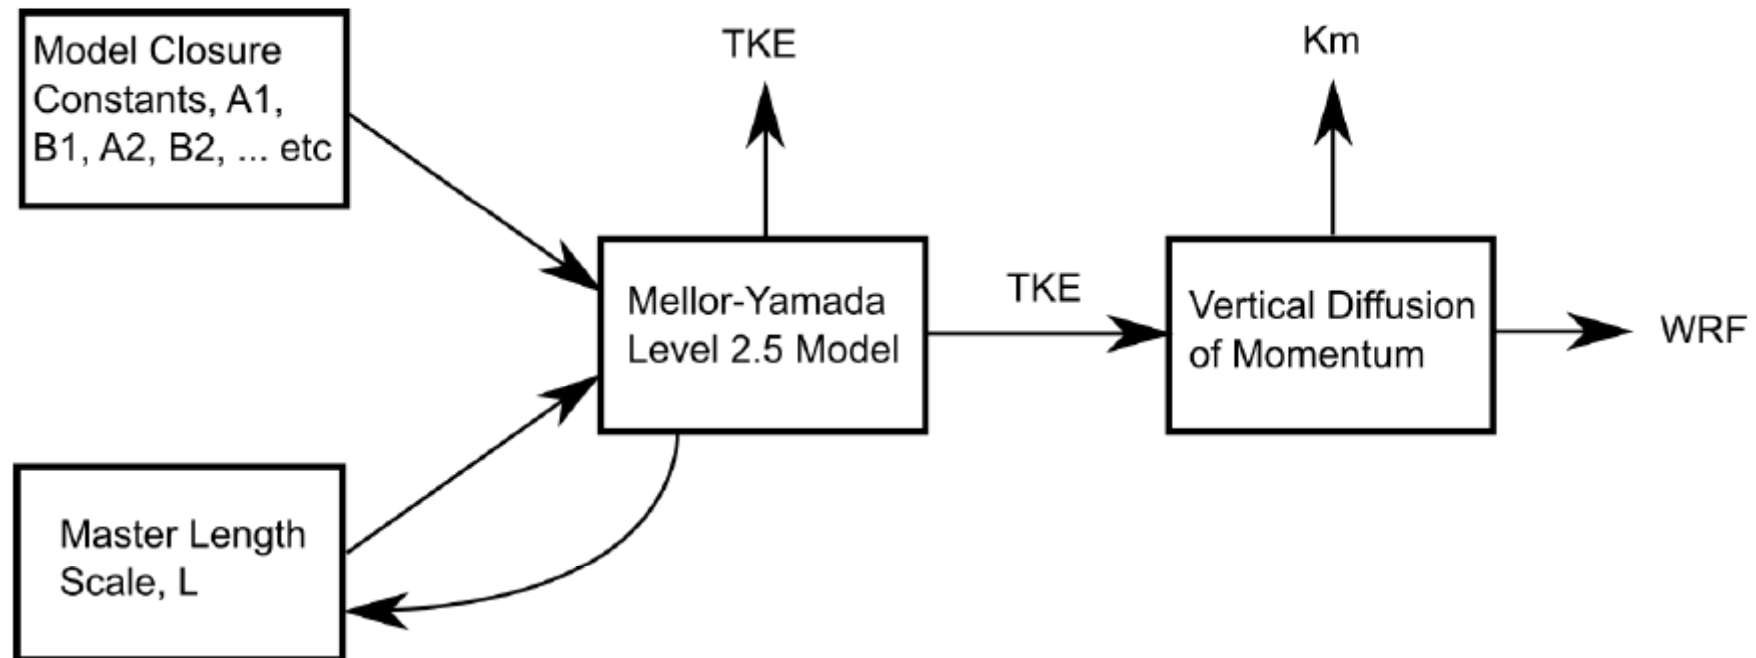 Model Closure
Constants, A1,
B1, A2, B2, ... etc
TKE
Km
Mellor-Yamada
Level 2.5 Model
TKE
Vertical Diffusion
of Momentum
WRF
Master Length
Scale, L